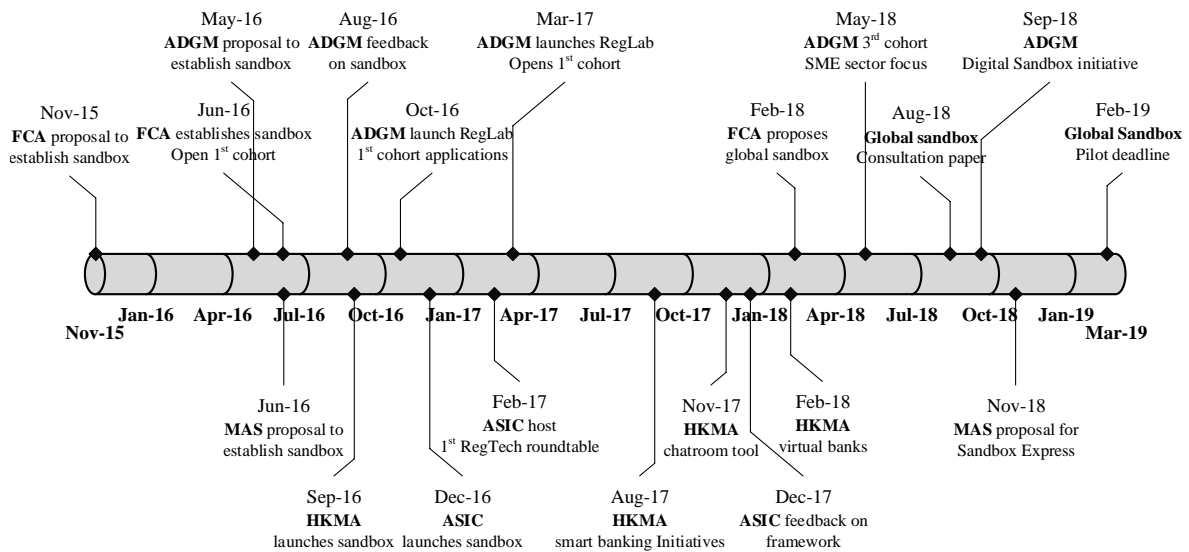 May-16
ADGM proposal to
establish sandbox
Aug-16
ADGM feedback
on sandbox
Mar-17
ADGM launches RegLab
Opens 1st cohort
May-18
ADGM 3rd cohort
SME sector focus
Sep-18
ADGM
Digital Sandbox initiative
Nov-15
FCA proposal to
establish sandbox
Jun-16
FCA establishes sandbox
Open 1st cohort
Oct-16
ADGM launch RegLab
1st cohort applications
Feb-18
FCA proposes
global sandbox
Aug-18
Global sandbox
Consultation paper
Feb-19
Global Sandbox
Pilot deadline
Nov-15
Jan-16
Apr-16
Jul-16
Oct-16
Jan-17
Apr-17
Jul-17
Oct-17
Jan-18
Apr-18
Jul-18
Oct-18
Jan-19
Mar-19
Jun-16
MAS proposal to
establish sandbox
Feb-17
ASIC host
1st RegTech roundtable
Nov-17
HKMA
chatroom tool
Feb-18
HKMA
virtual banks
Nov-18
MAS proposal for
Sandbox Express
Sep-16
HKMA
launches sandbox
Dec-16
ASIC
launches sandbox
Aug-17
HKMA
smart banking Initiatives
Dec-17
ASIC feedback on
framework